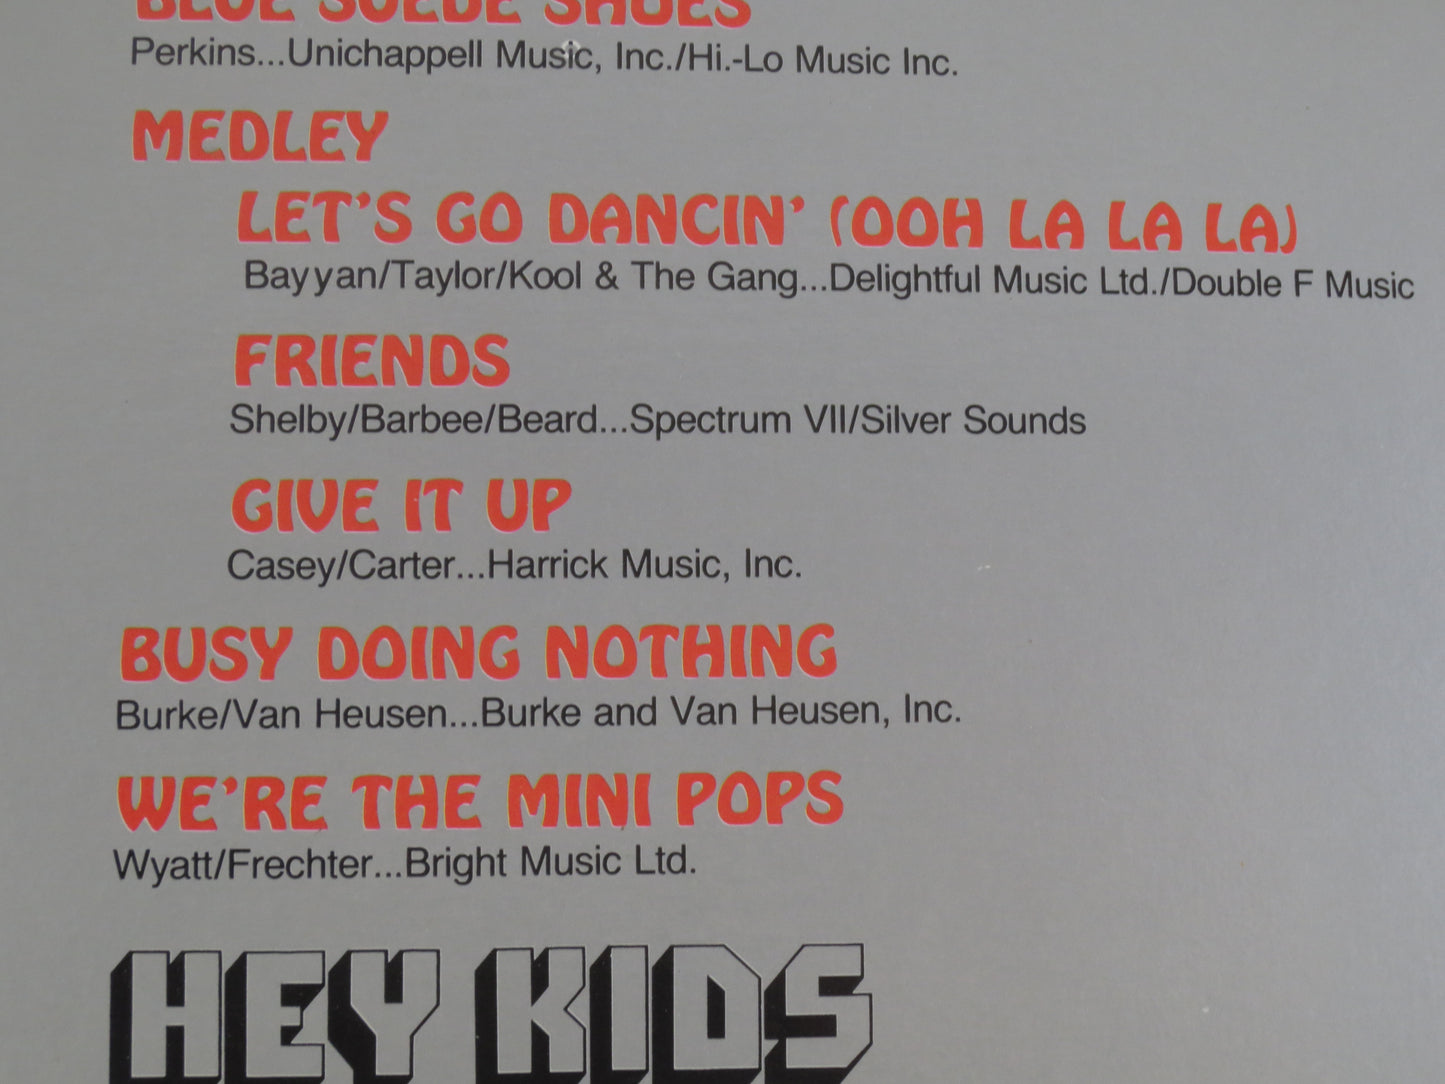 BLUE SUEDE SHOES
Perkins...Unichappell Music, Inc./Hi.-Lo Music Inc.
MEDLEY
LET'S GO DANCIN' (OOH LA LA LA)
Bayyan/Taylor/Kool & The Gang...Delightful Music Ltd./Double F Music
FRIENDS
Shelby/Barbee/Beard...Spectrum VII/Silver Sounds
GIVE IT UP
Casey/Carter...Harrick Music, Inc.
BUSY DOING NOTHING
Burke/Van Heusen...Burke and Van Heusen, Inc.
WE'RE THE MINI POPS
Wyatt/Frechter...Bright Music Ltd.
HEY KIDS